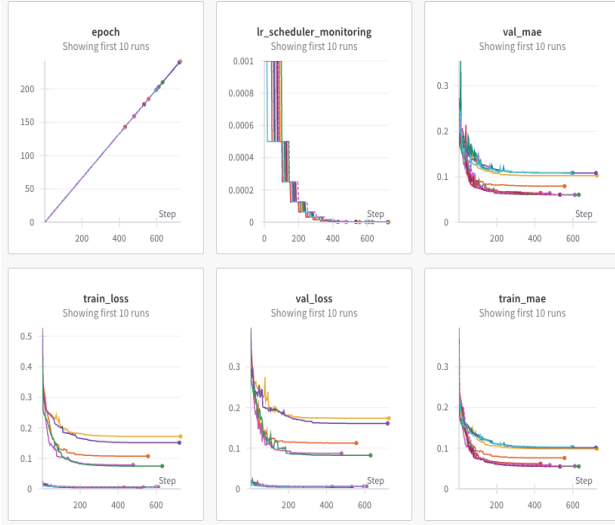 epoch
Showing first 10 runs
200
150
100
50
0
Step
200
400
600
lr_scheduler_monitoring
Showing first 10 runs
0.001
0.0008
0.0006
0.0004
0.0002
0
Step
0
200
400
600
val_mae
Showing first 10 runs
0.3
0.2
0.1
0
Step
200
400
600
train_loss
Showing first 10 runs
0.5
0.4
0.3
0.2
0.1
0
Step
200
400
600
val_loss
Showing first 10 runs
0.3
0.2
0.1
0
Step
200
400
600
train_mae
Showing first 10 runs
0.3
0.2
0.1
0
Step
200
400
600